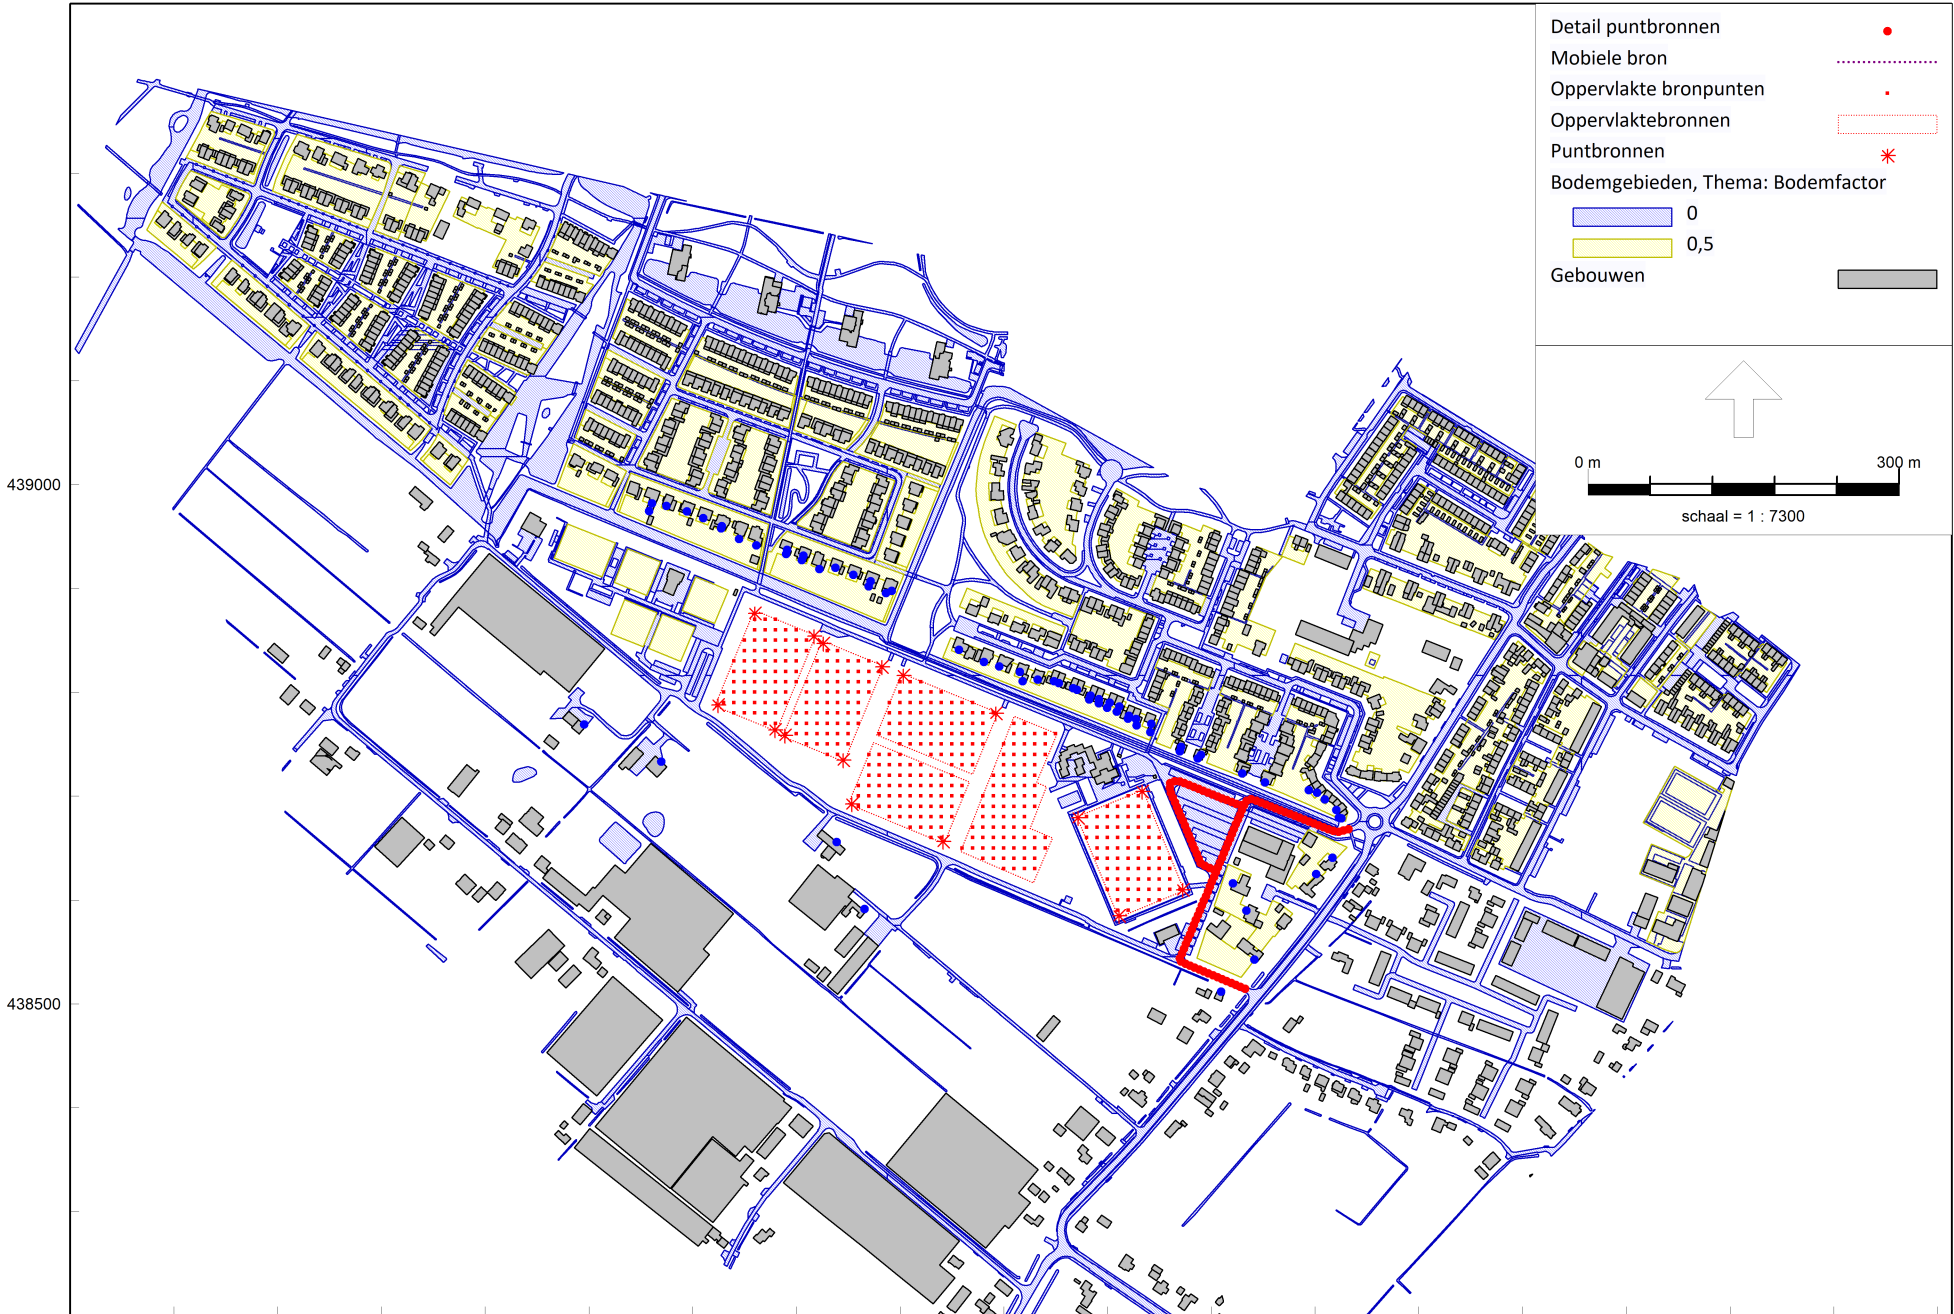 Detail puntbronnen
Mobiele bron
Oppervlakte bronpunten
Oppervlaktebronnen
Puntbronnen
Bodemgebieden, Thema: Bodemfactor
0
0,5
Gebouwen
0 m 300 m
schaal = 1 : 7300
439000
438500